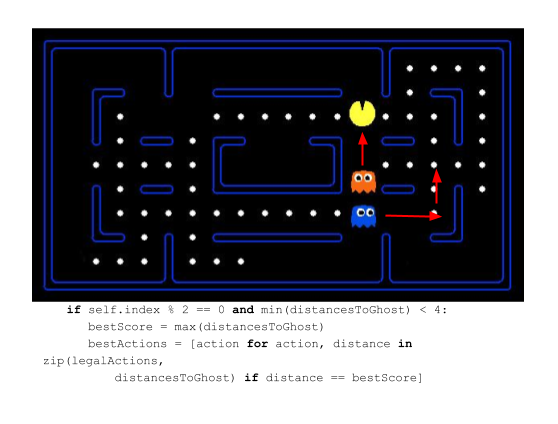 if self.index % 2 == 0 and min(distancesToGhost) < 4:
bestScore = max(distancesToGhost)
bestActions = [action for action, distance in
zip(legalActions,
distancesToGhost) if distance == bestScore]